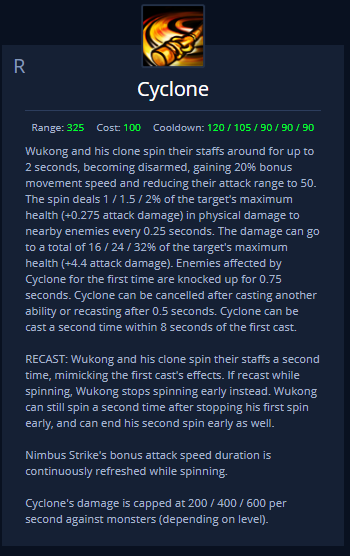 R
Cyclone
Range: 325 Cost: 100 Cooldown: 120 / 105 / 90 / 90 / 90
Wukong and his clone spin their staffs around for up to
2 seconds, becoming disarmed, gaining 20% bonus
movement speed and reducing their attack range to 50.
The spin deals 1 / 1.5 / 2% of the target's maximum
health (+0.275 attack damage) in physical damage to
nearby enemies every 0.25 seconds. The damage can go
to a total of 16 / 24 / 32% of the target's maximum
health (+4.4 attack damage). Enemies affected by
Cyclone for the first time are knocked up for 0.75
seconds. Cyclone can be cancelled after casting another
ability or recasting after 0.5 seconds. Cyclone can be
cast a second time within 8 seconds of the first cast.
RECAST: Wukong and his clone spin their staffs a second
time, mimicking the first cast's effects. If recast while
spinning, Wukong stops spinning early instead. Wukong
can still spin a second time after stopping his first spin
early, and can end his second spin early as well.
Nimbus Strike's bonus attack speed duration is
continuously refreshed while spinning.
Cyclone's damage is capped at 200 / 400 / 600 per
second against monsters (depending on level).